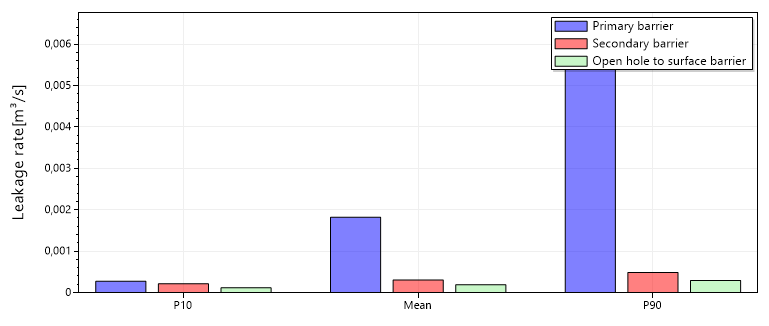 Primary barrier
Secondary barrier
Open hole to surface barrier
Leakage rate[m³/s]
0,006
0,005
0,004
0,003
0,002
0,001
0
P10 Mean P90